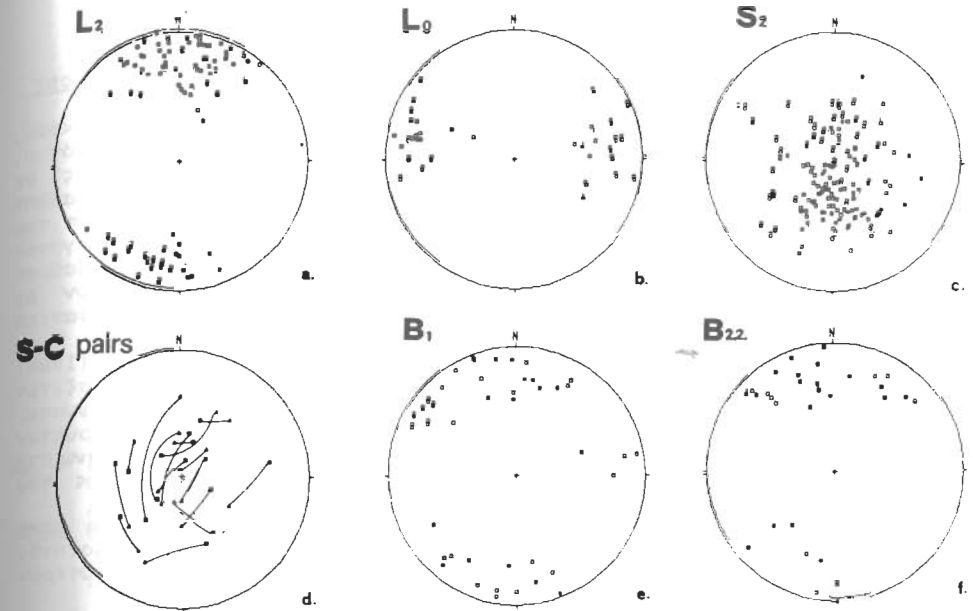 L₂
N
a.
L₀
N
b.
S₂
N
c.
S-C pairs
N
d.
B₁
N
e.
B₂₂
N
f.